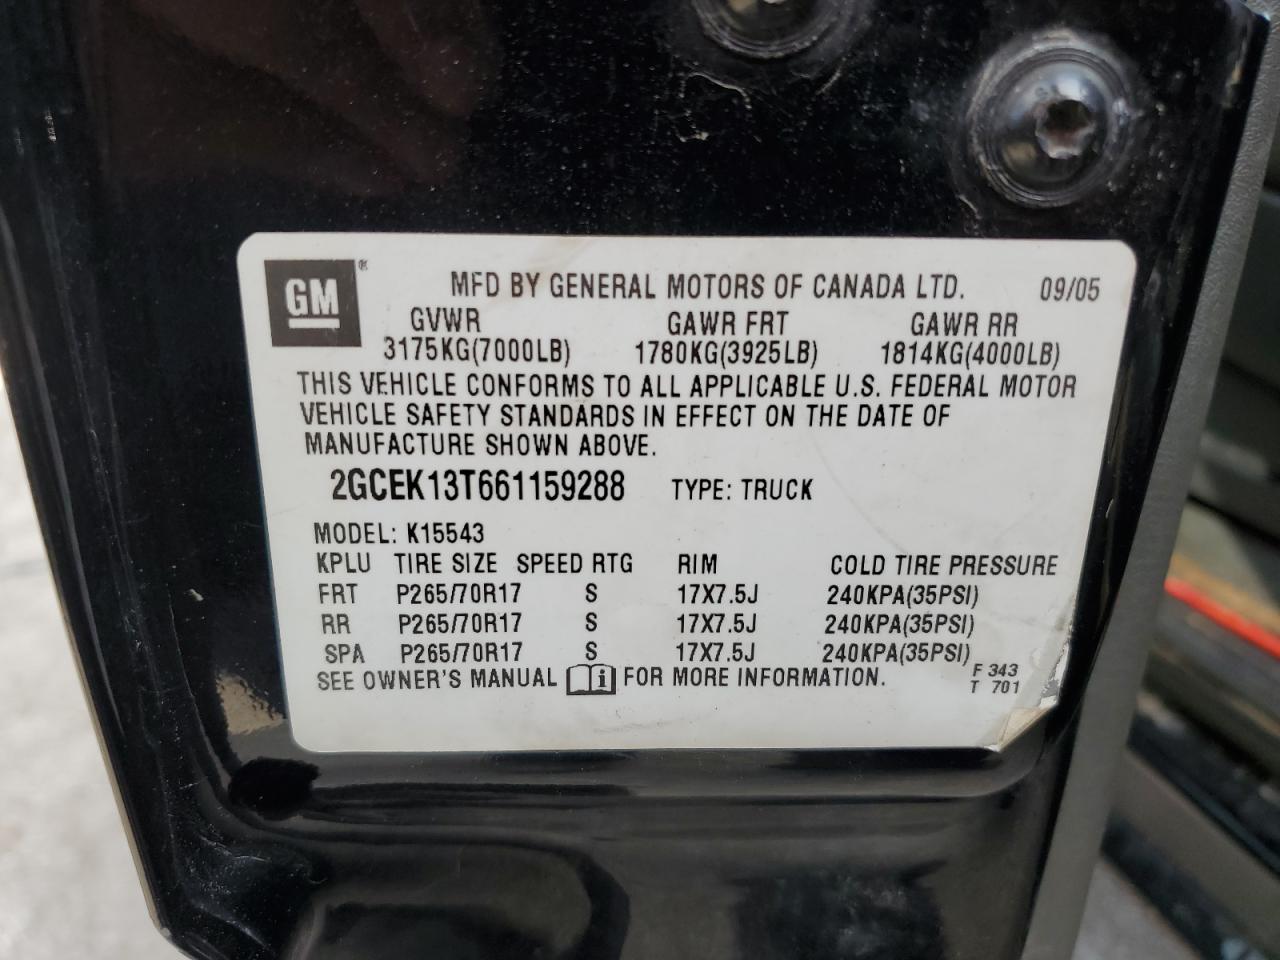 GM ® MFD BY GENERAL MOTORS OF CANADA LTD. 09/05
GVWR GAWR FRT GAWR RR
3175KG(7000LB) 1780KG(3925LB) 1814KG(4000LB)
THIS VEHICLE CONFORMS TO ALL APPLICABLE U.S. FEDERAL MOTOR
VEHICLE SAFETY STANDARDS IN EFFECT ON THE DATE OF
MANUFACTURE SHOWN ABOVE.
2GCEK13T661159288 TYPE: TRUCK
MODEL: K15543
KPLU TIRE SIZE SPEED RTG RIM COLD TIRE PRESSURE
FRT P265/70R17 S 17X7.5J 240KPA(35PSI)
RR P265/70R17 S 17X7.5J 240KPA(35PSI)
SPA P265/70R17 S 17X7.5J 240KPA(35PSI)
SEE OWNER'S MANUAL i FOR MORE INFORMATION.
F 343
T 701